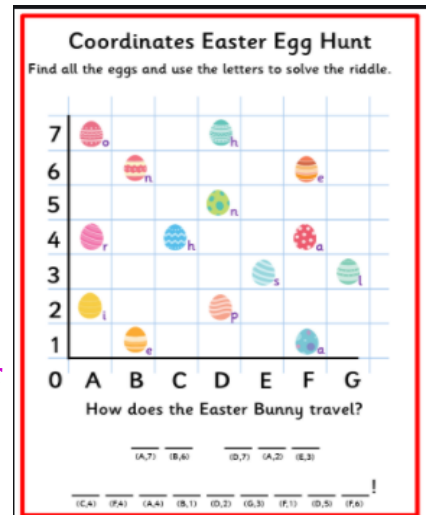 Coordinates Easter Egg Hunt
Find all the eggs and use the letters to solve the riddle.
7 o h
6 n e
5 n
4 r h a
3 s l
2 i p
1 e a
0 A B C D E F G
How does the Easter Bunny travel?
(A,7) (B,6) (D,7) (A,2) (E,3)
!
(C,4) (F,4) (A,4) (B,1) (D,2) (G,3) (F,1) (D,5) (F,6)